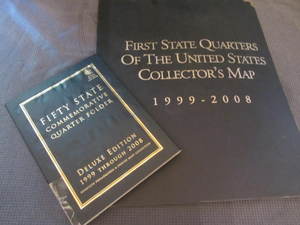 FIRST STATE QUARTERS
OF THE UNITED STATES
COLLECTOR'S MAP
1999-2008
FIFTY STATE
COMMEMORATIVE
QUARTER FOLDER
DELUXE EDITION
1999 THROUGH 2008